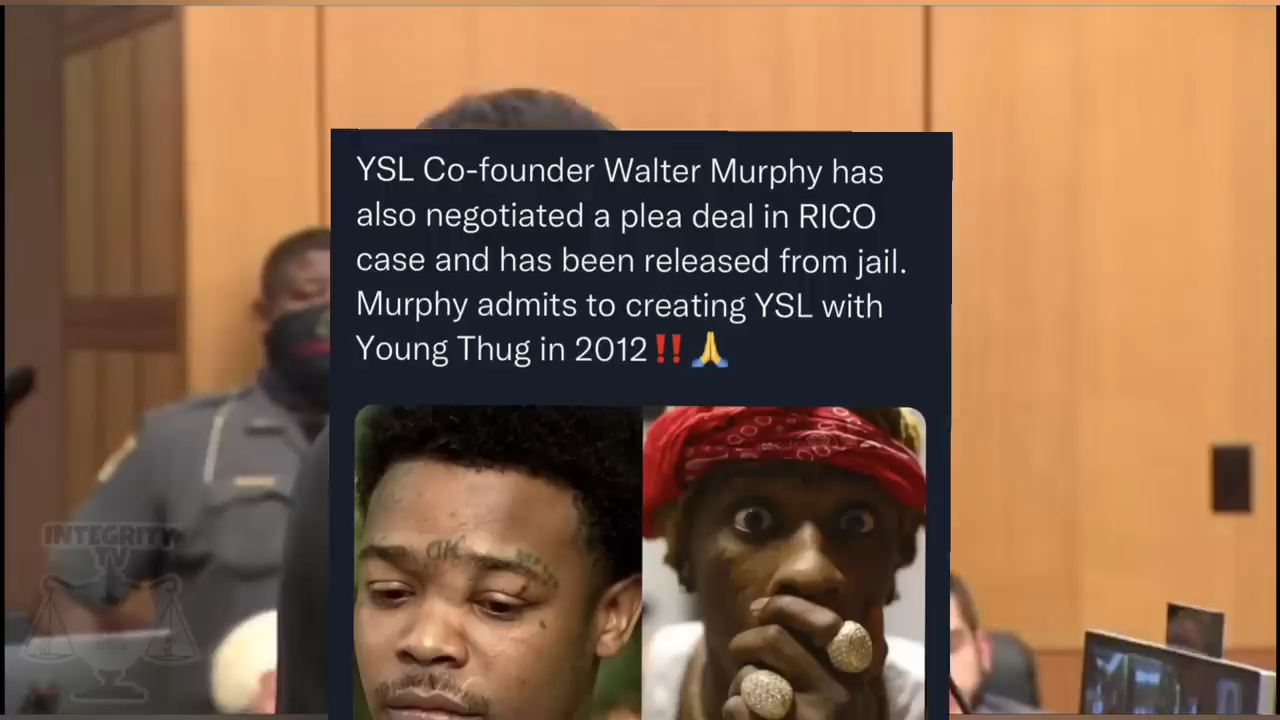 YSL Co-founder Walter Murphy has
also negotiated a plea deal in RICO
case and has been released from jail.
Murphy admits to creating YSL with
Young Thug in 2012‼️🙏
INTEGRITY
TV